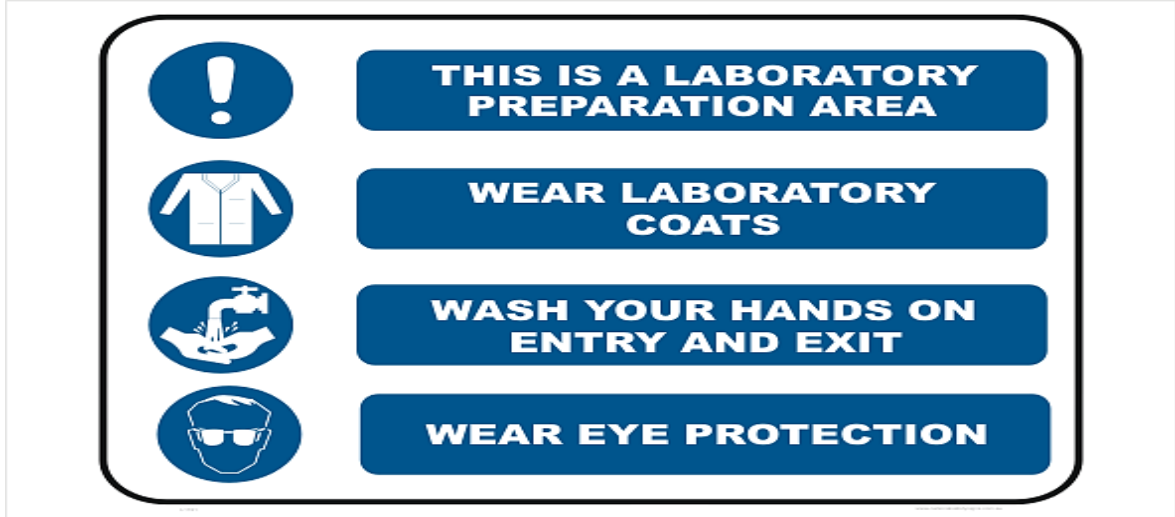 THIS IS A LABORATORY
PREPARATION AREA
WEAR LABORATORY
COATS
WASH YOUR HANDS ON
ENTRY AND EXIT
WEAR EYE PROTECTION